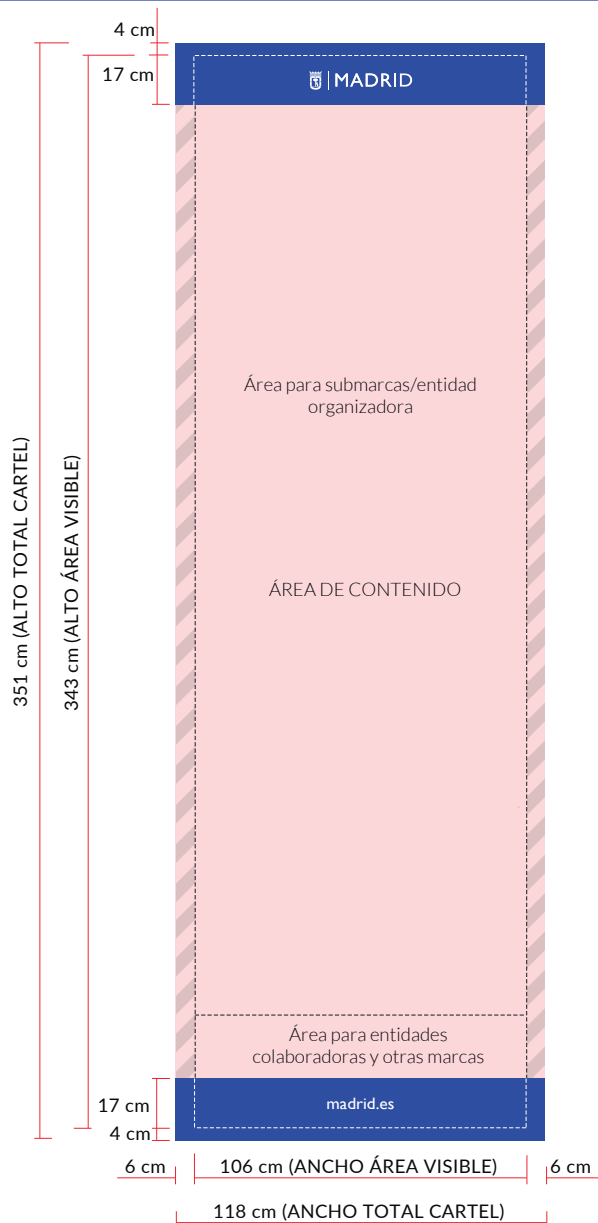 4 cm
17 cm
MADRID
Área para submarcas/entidad
organizadora
ÁREA DE CONTENIDO
351 cm (ALTO TOTAL CARTEL)
343 cm (ALTO ÁREA VISIBLE)
Área para entidades
colaboradoras y otras marcas
17 cm
madrid.es
4 cm
6 cm
106 cm (ANCHO ÁREA VISIBLE)
6 cm
118 cm (ANCHO TOTAL CARTEL)